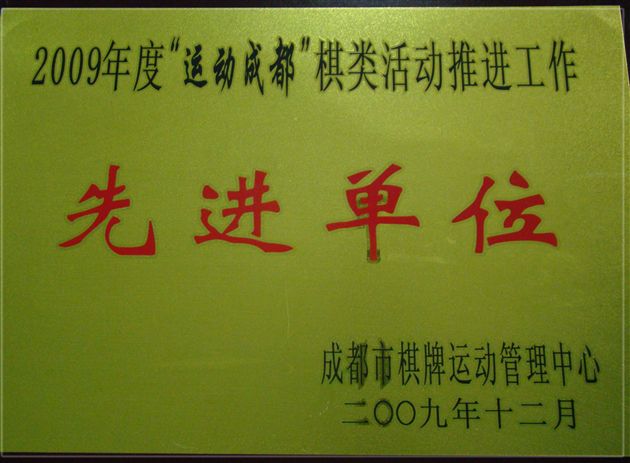 2009年度“运动成都”棋类活动推进工作
先进单位
成都市棋牌运动管理中心
二〇〇九年十二月